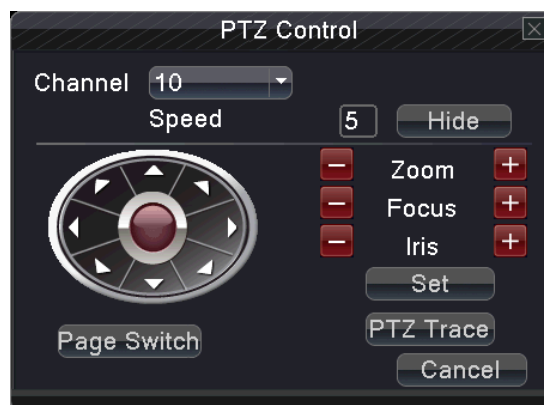 PTZ Control
Channel 10
Speed 5 Hide
Zoom
Focus
Iris
Set
Page Switch
PTZ Trace
Cancel